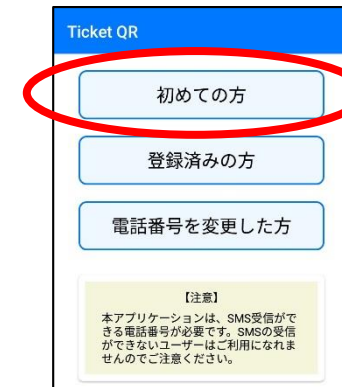 Ticket QR
初めての方
登録済みの方
電話番号を変更した方
【注意】
本アプリケーションは、SMS受信がで
きる電話番号が必要です。SMSの受信
ができないユーザーはご利用になれま
せんのでご注意ください。